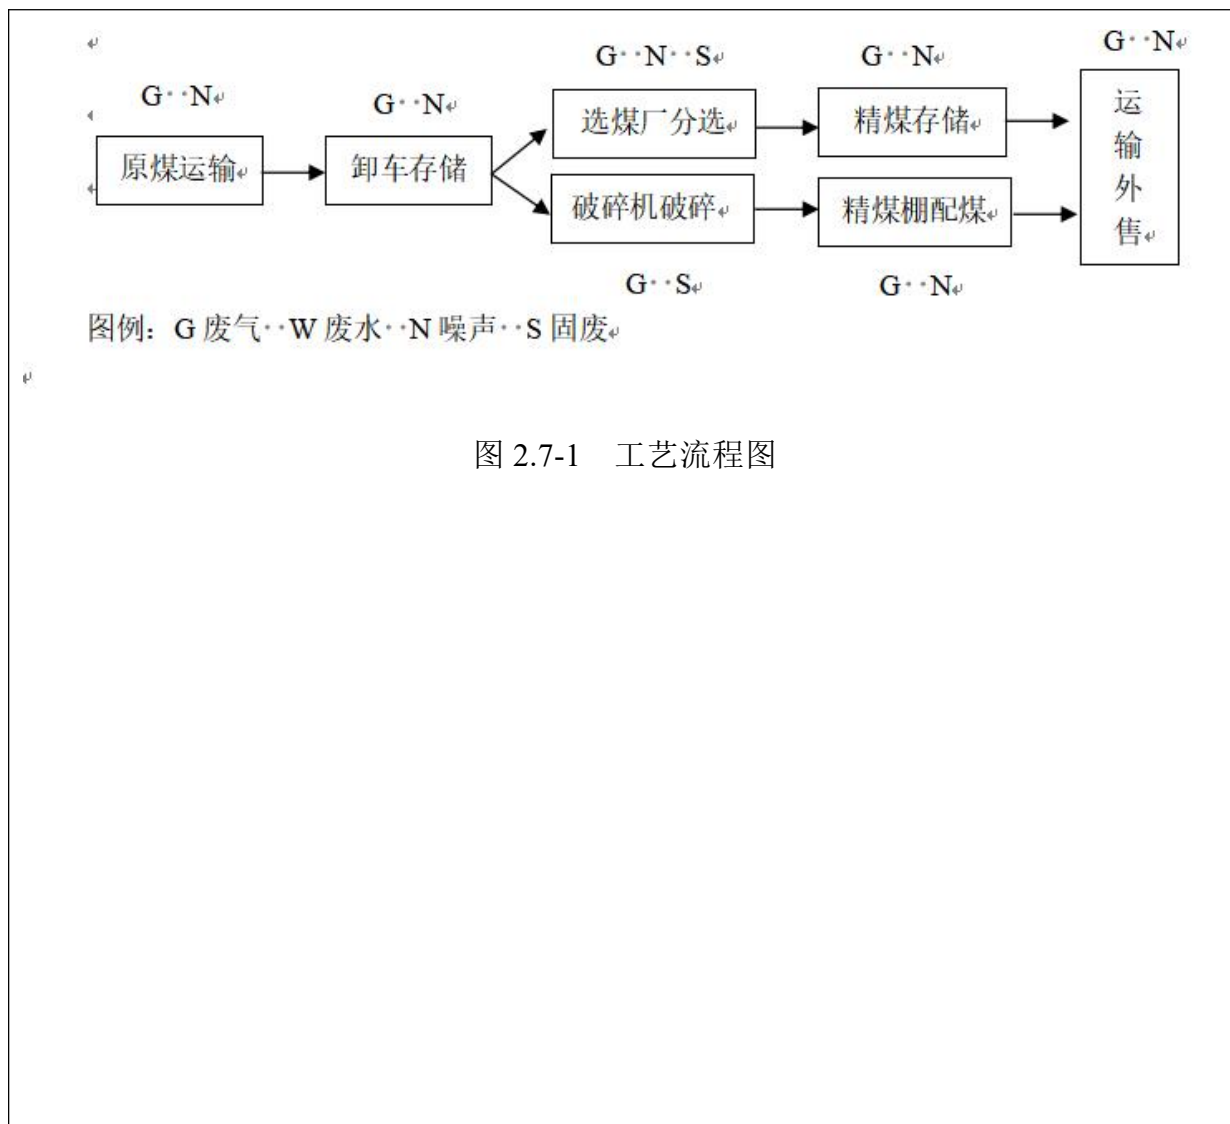 G··N
G··N
G··N··S
G··N
G··N
原煤运输
卸车存储
选煤厂分选
精煤存储
运输外售
破碎机破碎
精煤棚配煤
G··S
G··N
图例：G 废气··W 废水··N 噪声··S 固废
图 2.7-1 工艺流程图